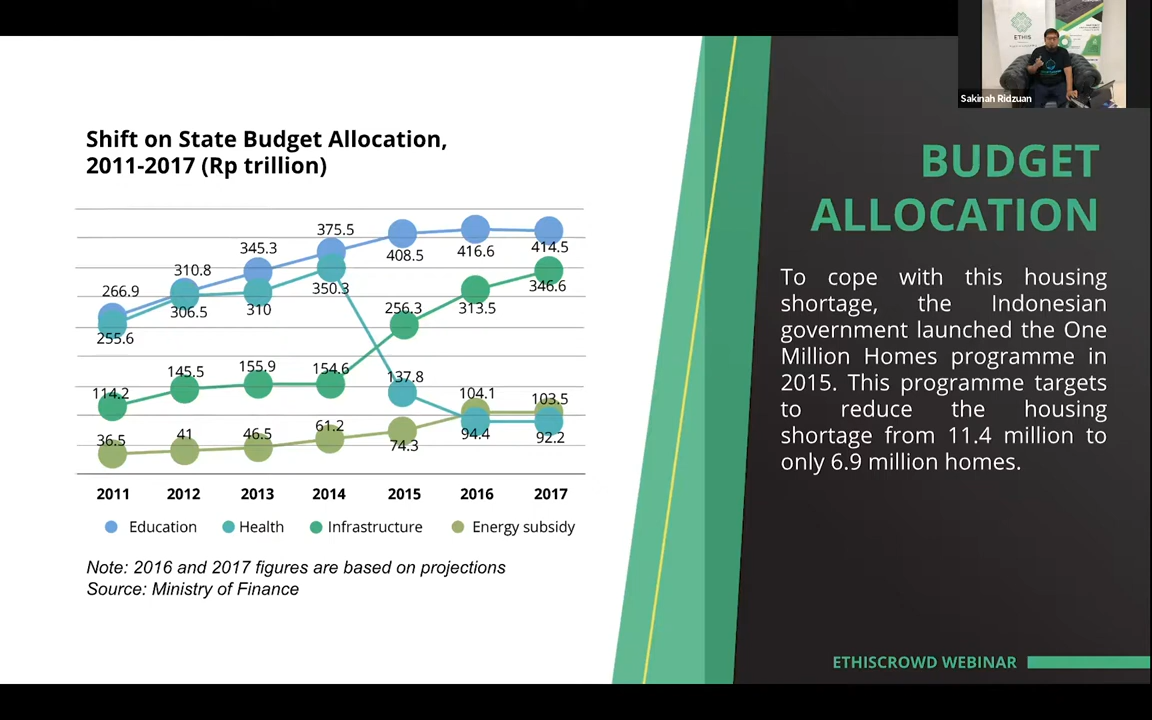 ETHIS
Sakinah Ridzuan
Shift on State Budget Allocation,
2011-2017 (Rp trillion)
266.9
310.8
345.3
375.5
408.5
416.6
414.5
255.6
306.5
310
350.3
137.8
94.4
92.2
114.2
145.5
155.9
154.6
256.3
313.5
346.6
36.5
41
46.5
61.2
74.3
104.1
103.5
2011 2012 2013 2014 2015 2016 2017
Education Health Infrastructure Energy subsidy
Note: 2016 and 2017 figures are based on projections
Source: Ministry of Finance
BUDGET
ALLOCATION
To cope with this housing
shortage, the Indonesian
government launched the One
Million Homes programme in
2015. This programme targets
to reduce the housing
shortage from 11.4 million to
only 6.9 million homes.
ETHISCROWD WEBINAR